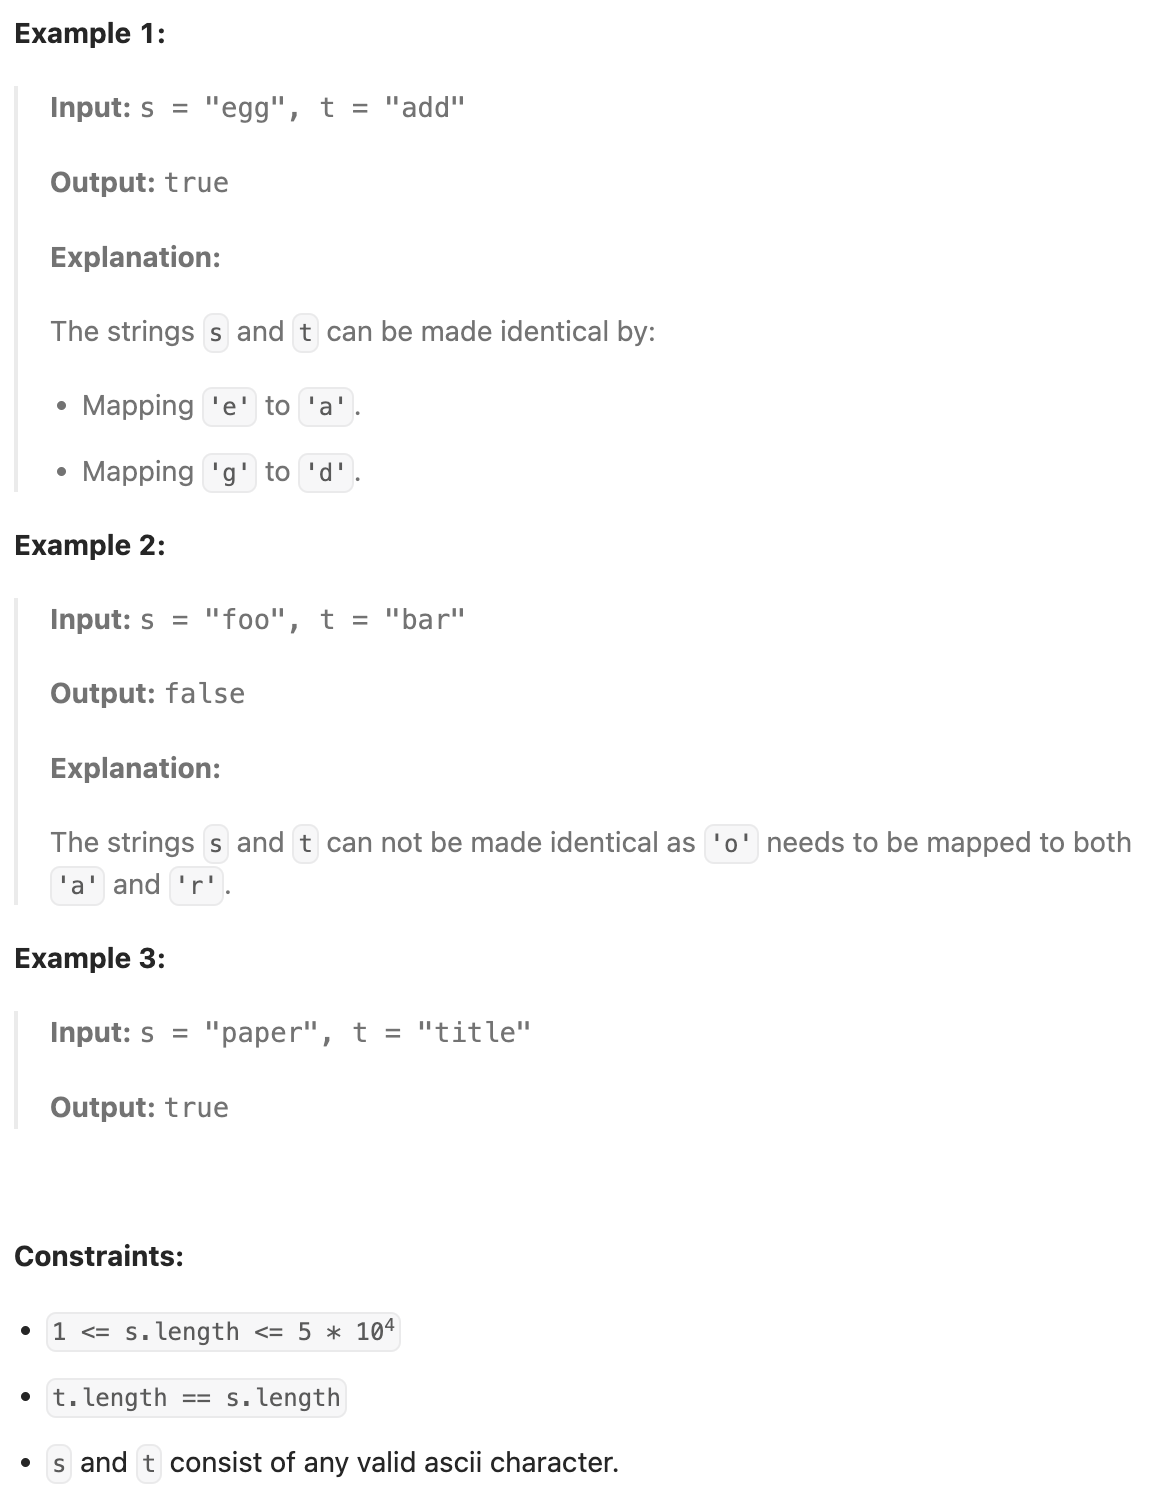 Example 1:
Input: s = "egg", t = "add"
Output: true
Explanation:
The strings s and t can be made identical by:
• Mapping 'e' to 'a'.
• Mapping 'g' to 'd'.
Example 2:
Input: s = "foo", t = "bar"
Output: false
Explanation:
The strings s and t can not be made identical as 'o' needs to be mapped to both
'a' and 'r'.
Example 3:
Input: s = "paper", t = "title"
Output: true
Constraints:
• 1 <= s.length <= 5 * 10⁴
• t.length == s.length
• s and t consist of any valid ascii character.